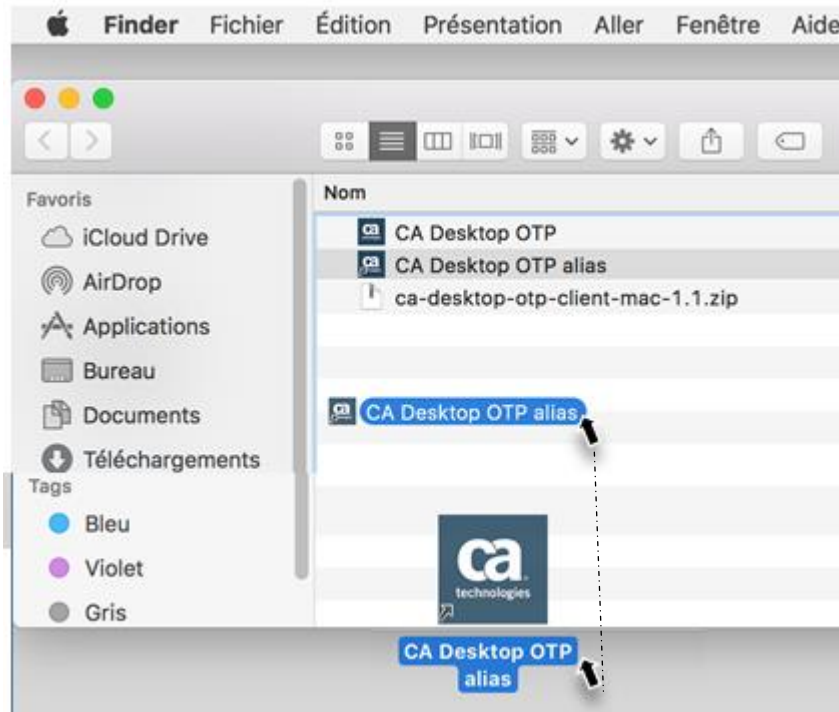 Finder Fichier Édition Présentation Aller Fenêtre Aide
Favoris
iCloud Drive
AirDrop
Applications
Bureau
Documents
Téléchargements
Tags
Bleu
Violet
Gris
Nom
CA Desktop OTP
CA Desktop OTP alias
ca-desktop-otp-client-mac-1.1.zip
CA Desktop OTP alias
ca
technologies
CA Desktop OTP
alias